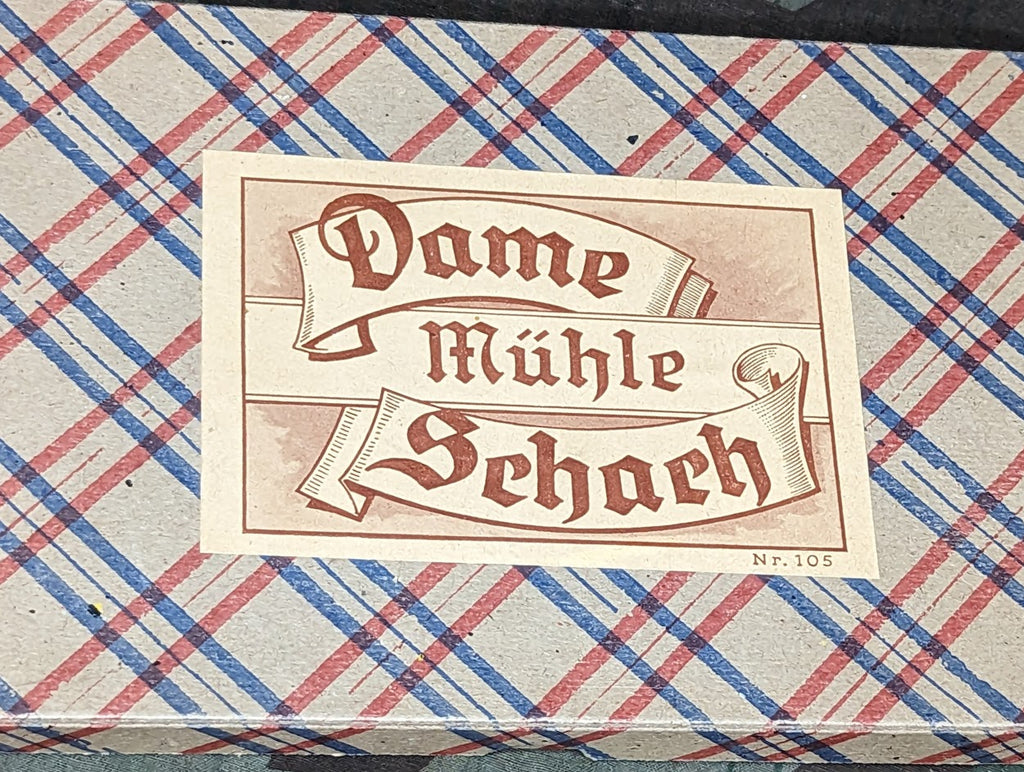 Dame
Mühle
Schach
Nr. 105